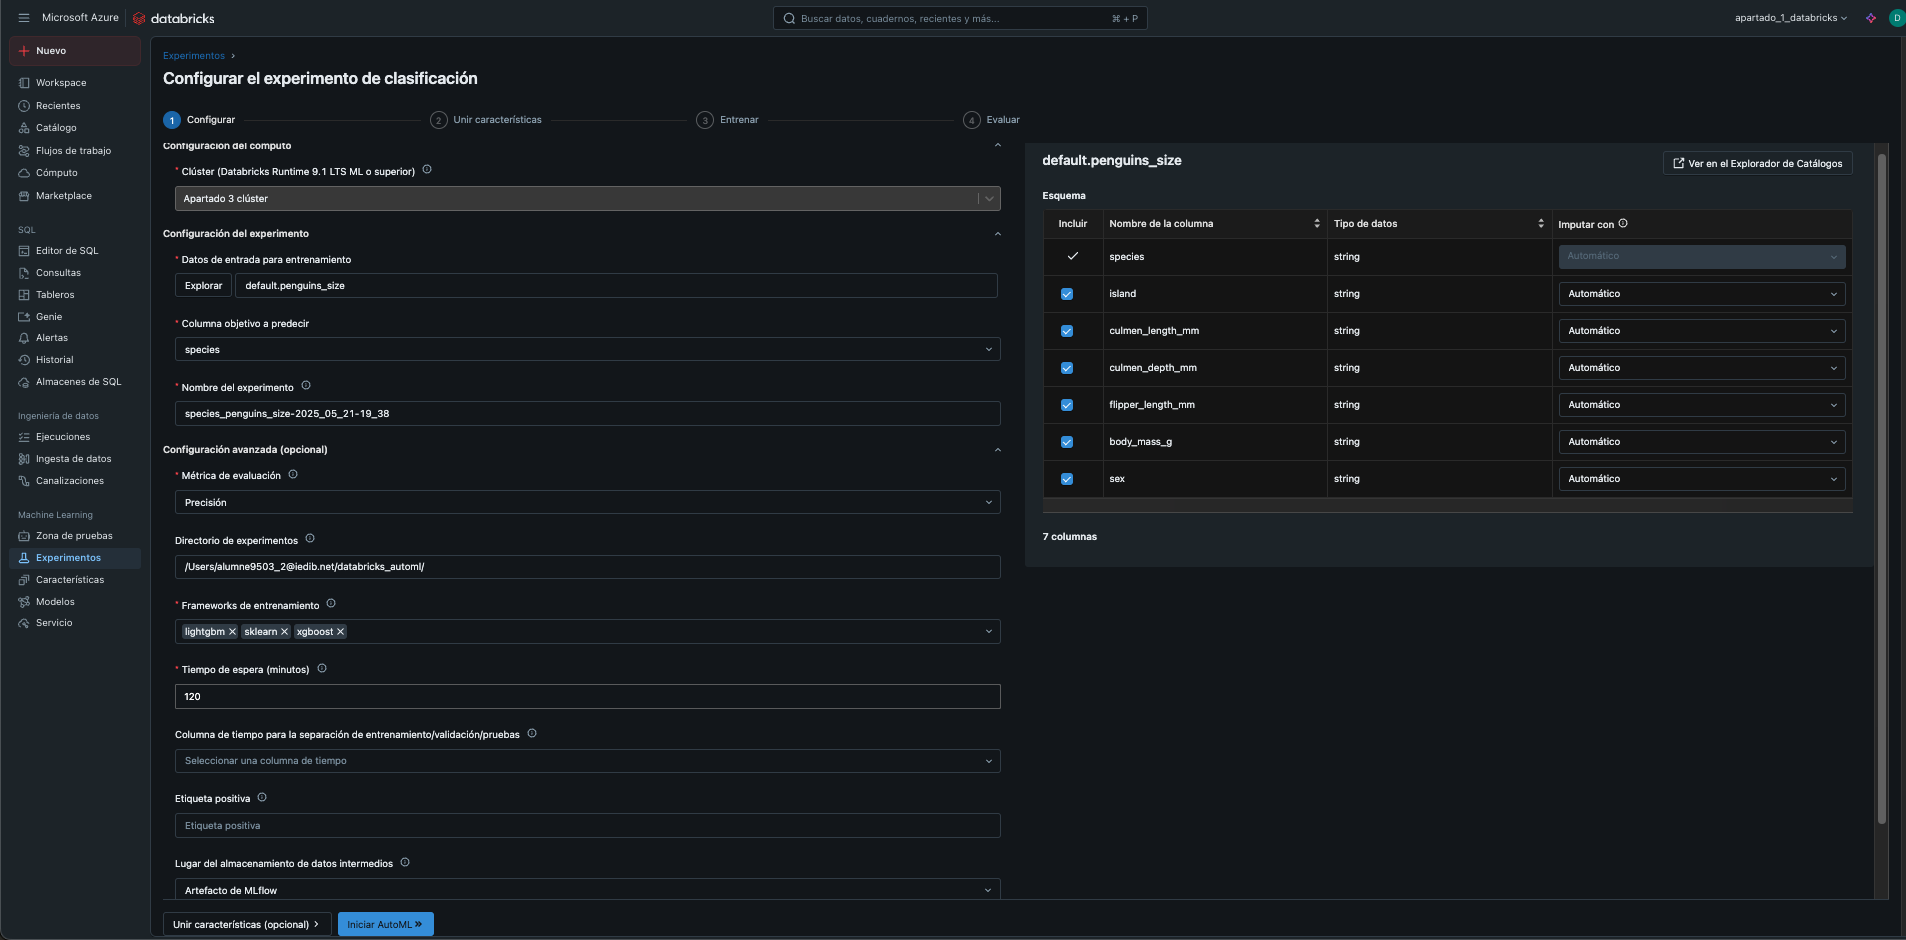 Microsoft Azure
databricks
Buscar datos, cuadernos, recientes y más...
⌘ + P
apartado_1_databricks
D
Nuevo
Workspace
Recientes
Catálogo
Flujos de trabajo
Cómputo
Marketplace
SQL
Editor de SQL
Consultas
Tableros
Genie
Alertas
Historial
Almacenes de SQL
Ingeniería de datos
Ejecuciones
Ingesta de datos
Canalizaciones
Machine Learning
Zona de pruebas
Experimentos
Características
Modelos
Servicio
Experimentos ›
Configurar el experimento de clasificación
1 Configurar
2 Unir características
3 Entrenar
4 Evaluar
Configuración del cómputo
* Clúster (Databricks Runtime 9.1 LTS ML o superior)
Apartado 3 clúster
Configuración del experimento
* Datos de entrada para entrenamiento
Explorar
default.penguins_size
* Columna objetivo a predecir
species
* Nombre del experimento
species_penguins_size-2025_05_21-19_38
Configuración avanzada (opcional)
* Métrica de evaluación
Precisión
Directorio de experimentos
/Users/alumne9503_2@iedib.net/databricks_automl/
* Frameworks de entrenamiento
lightgbm ✕ sklearn ✕ xgboost ✕
* Tiempo de espera (minutos)
120
Columna de tiempo para la separación de entrenamiento/validación/pruebas
Seleccionar una columna de tiempo
Etiqueta positiva
Etiqueta positiva
Lugar del almacenamiento de datos intermedios
Artefacto de MLflow
Unir características (opcional) ›
Iniciar AutoML »
default.penguins_size
Ver en el Explorador de Catálogos
Esquema
Incluir Nombre de la columna Tipo de datos Imputar con
species string Automático
island string Automático
culmen_length_mm string Automático
culmen_depth_mm string Automático
flipper_length_mm string Automático
body_mass_g string Automático
sex string Automático
7 columnas